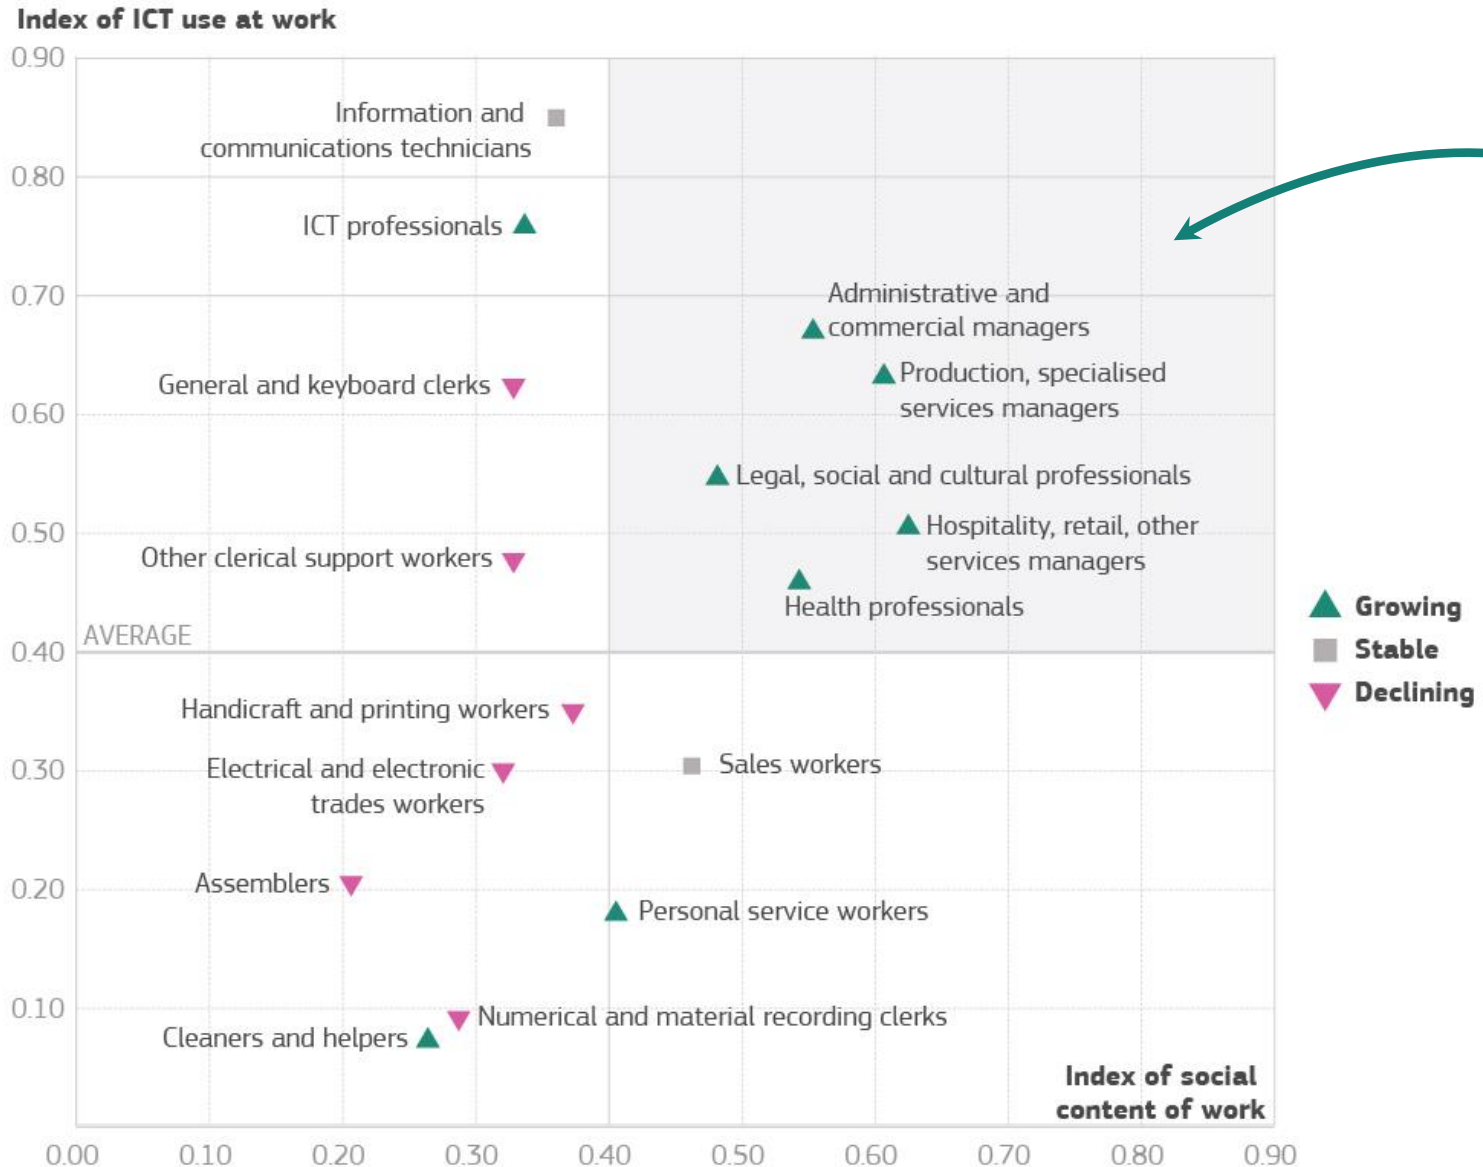 Index of ICT use at work
0.90
Information and
communications technicians
0.80
ICT professionals
0.70
Administrative and
commercial managers
Production, specialised
services managers
General and keyboard clerks
0.60
Legal, social and cultural professionals
0.50
Hospitality, retail, other
services managers
Other clerical support workers
Health professionals
AVERAGE
0.40
Growing
Stable
Declining
Handicraft and printing workers
0.30
Electrical and electronic
trades workers
Sales workers
0.20
Assemblers
Personal service workers
0.10
Numerical and material recording clerks
Cleaners and helpers
Index of social
content of work
0.00 0.10 0.20 0.30 0.40 0.50 0.60 0.70 0.80 0.90